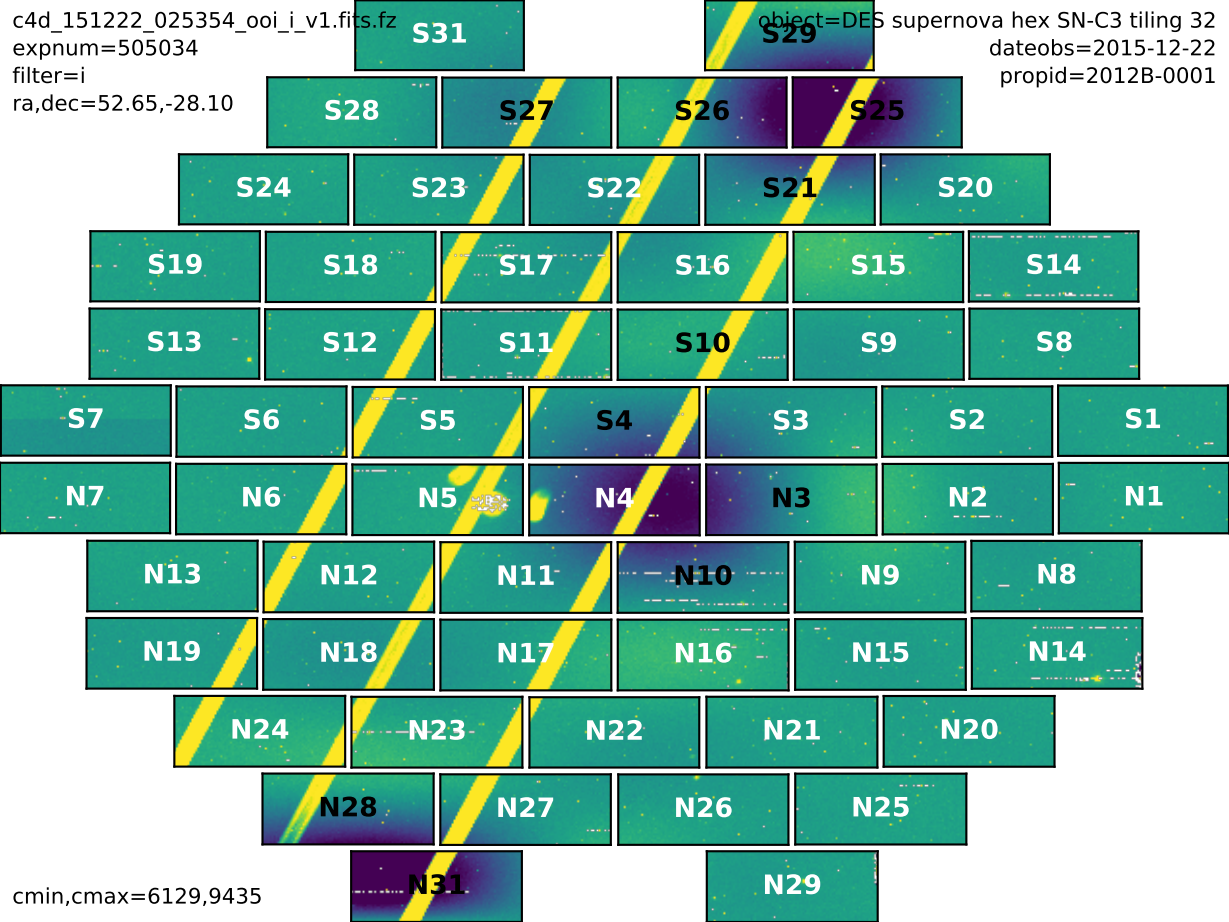 c4d_151222_025354_ooi_i_v1.fits.fz
expnum=505034
filter=i
ra,dec=52.65,-28.10
object=DES supernova hex SN-C3 tiling 32
dateobs=2015-12-22
propid=2012B-0001
S31 S29
S28 S27 S26 S25
S24 S23 S22 S21 S20
S19 S18 S17 S16 S15 S14
S13 S12 S11 S10 S9 S8
S7 S6 S5 S4 S3 S2 S1
N7 N6 N5 N4 N3 N2 N1
N13 N12 N11 N10 N9 N8
N19 N18 N17 N16 N15 N14
N24 N23 N22 N21 N20
N28 N27 N26 N25
N31 N29
cmin,cmax=6129,9435